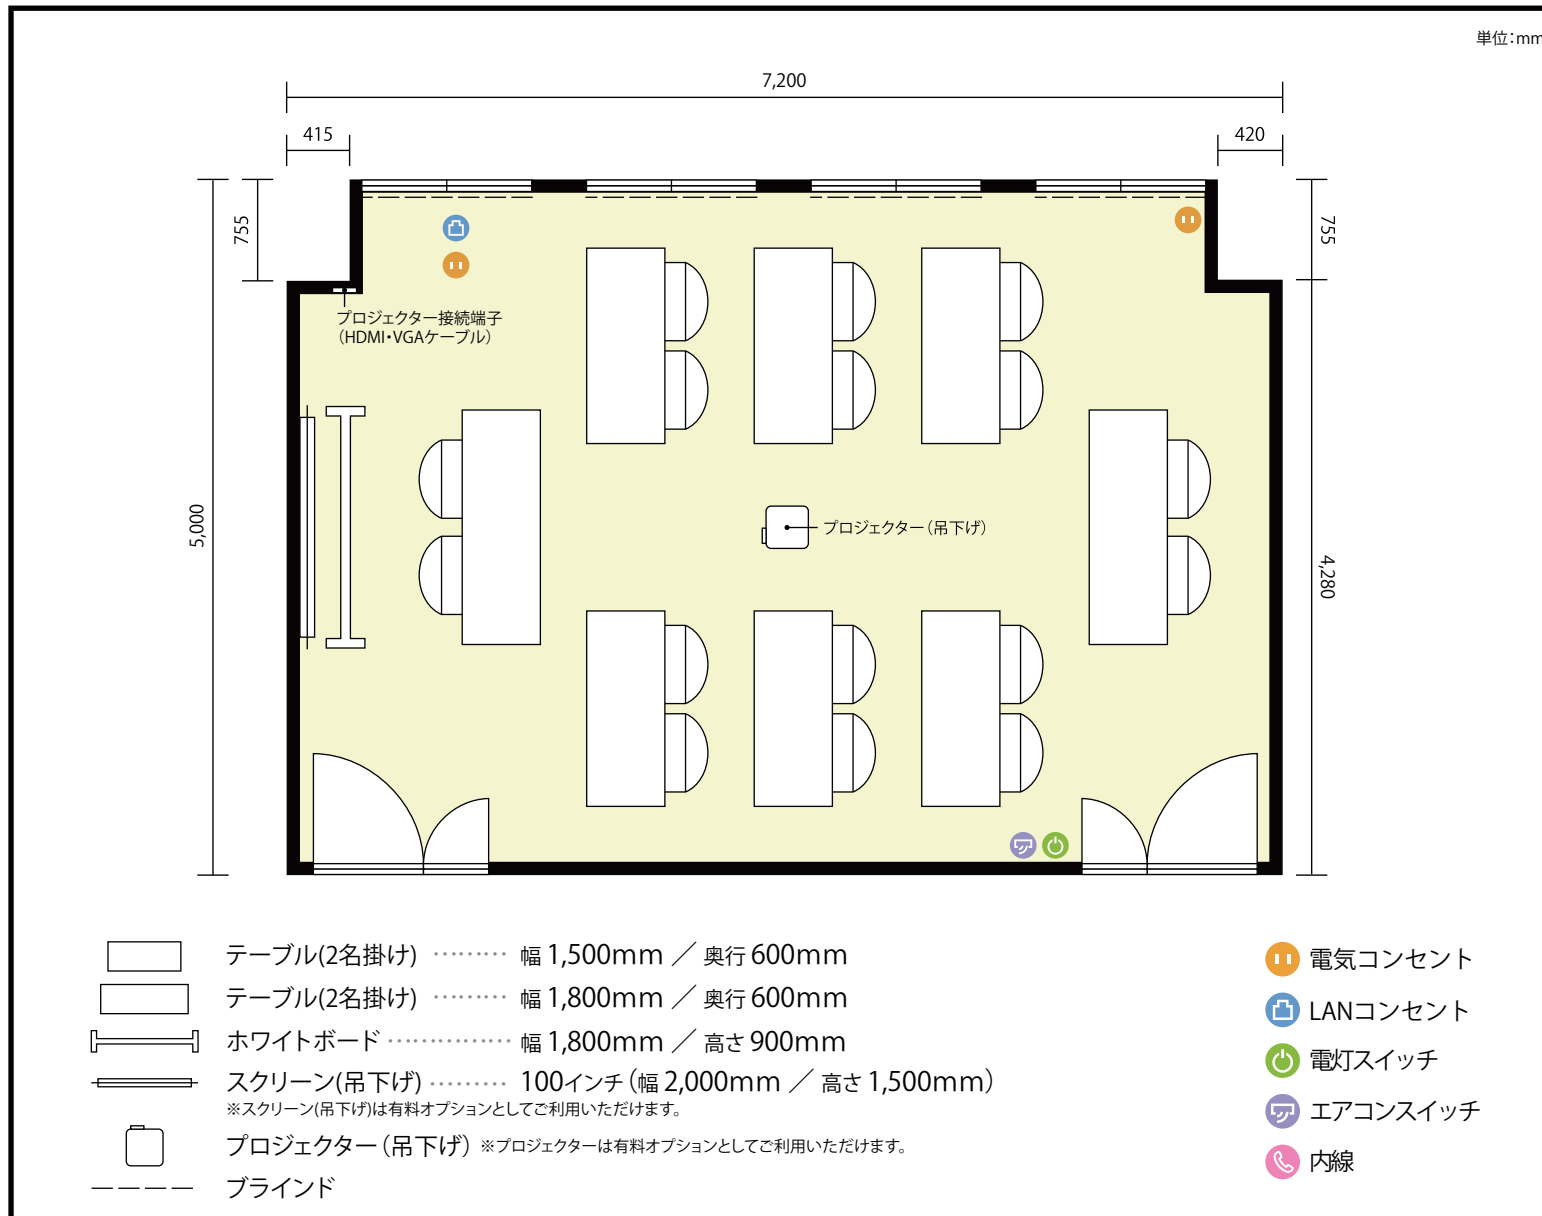 単位：mm
7,200
415
420
755
755
プロジェクター接続端子
（HDMI・VGAケーブル）
5,000
プロジェクター（吊下げ）
4,280
テーブル(2名掛け) ……… 幅 1,500mm ／ 奥行 600mm
テーブル(2名掛け) ……… 幅 1,800mm ／ 奥行 600mm
ホワイトボード …………… 幅 1,800mm ／ 高さ 900mm
スクリーン(吊下げ) ……… 100インチ（幅 2,000mm ／ 高さ 1,500mm）
※スクリーン(吊下げ)は有料オプションとしてご利用いただけます。
プロジェクター（吊下げ） ※プロジェクターは有料オプションとしてご利用いただけます。
ブラインド
電気コンセント
LANコンセント
電灯スイッチ
エアコンスイッチ
内線